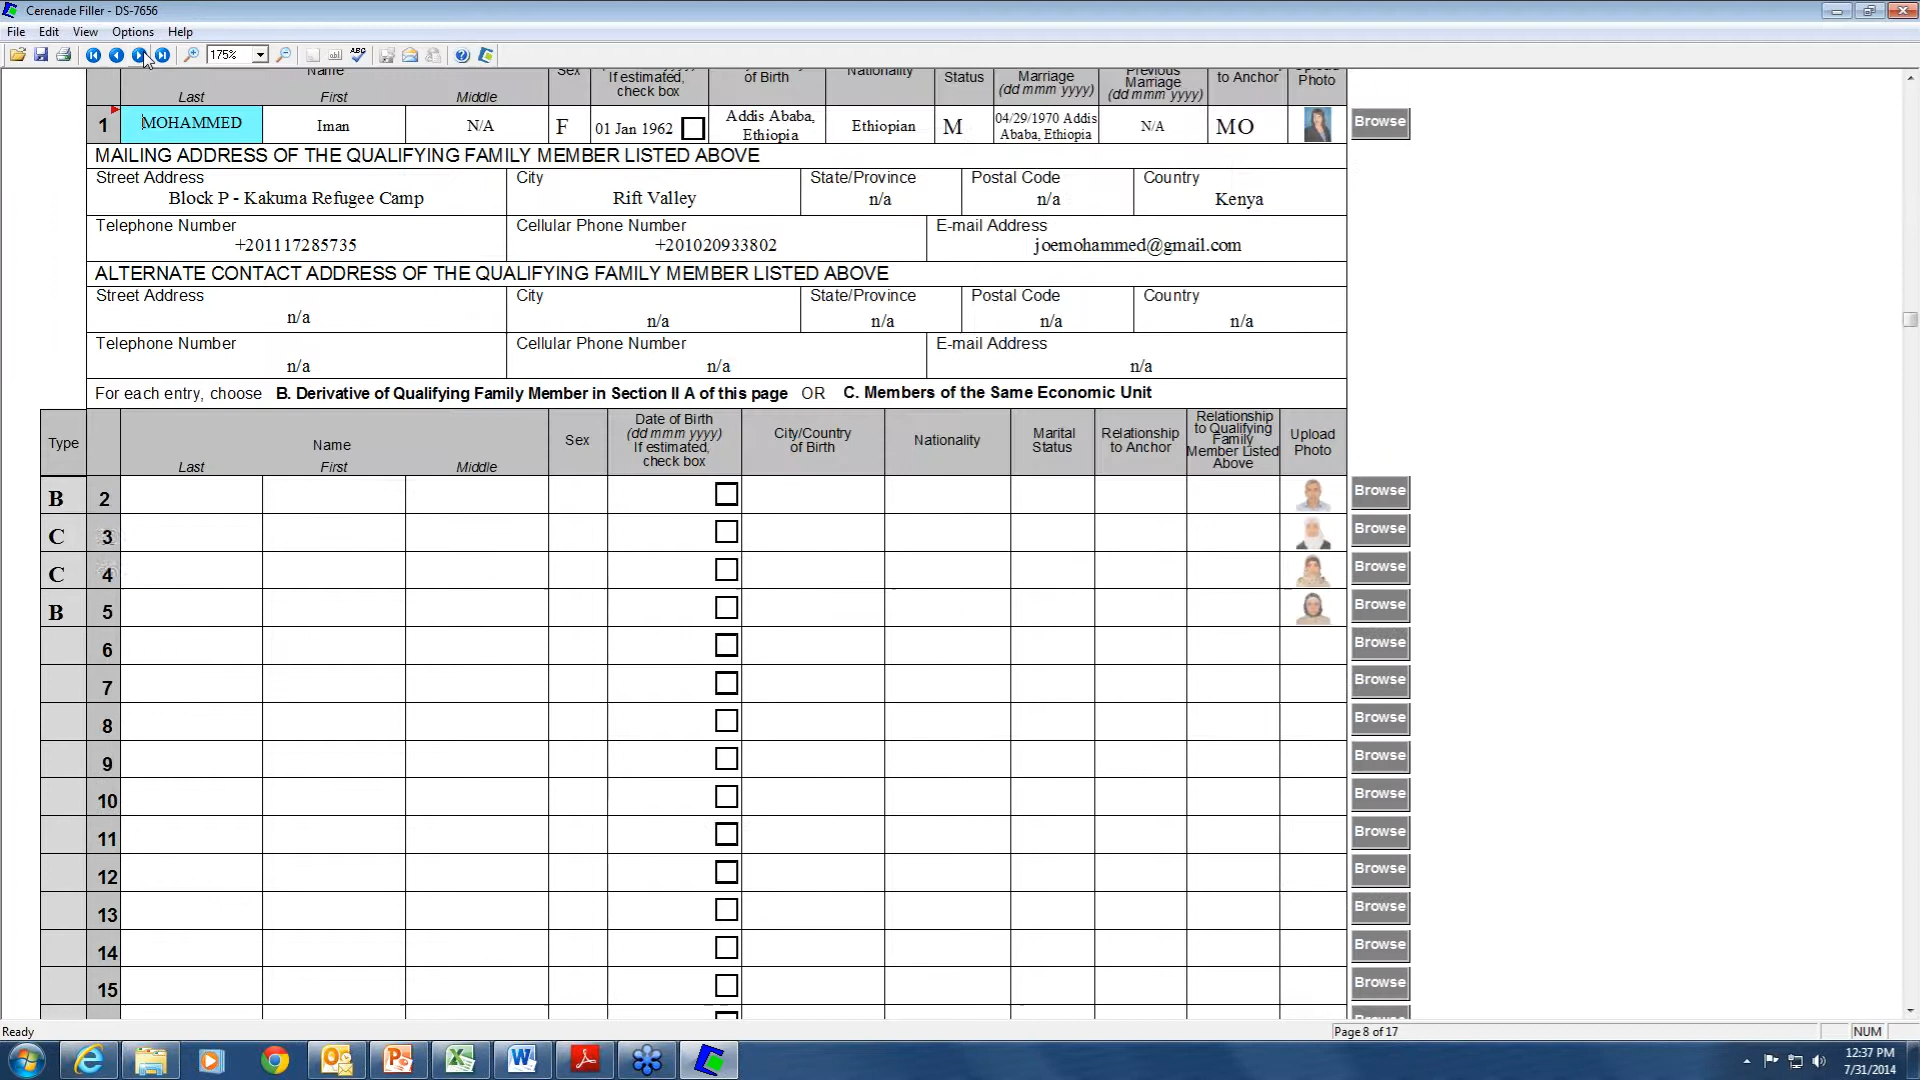 Cerenade Filler - DS-7656
File Edit View Options Help
175%
ABC
Name Sex If estimated, check box of Birth Nationality Status Marriage (dd mmm yyyy) Previous Marriage (dd mmm yyyy) to Anchor Photo
Last First Middle
1 MOHAMMED Iman N/A F 01 Jan 1962 Addis Ababa, Ethiopia Ethiopian M 04/29/1970 Addis Ababa, Ethiopia N/A MO Browse
MAILING ADDRESS OF THE QUALIFYING FAMILY MEMBER LISTED ABOVE
Street Address City State/Province Postal Code Country
Block P - Kakuma Refugee Camp Rift Valley n/a n/a Kenya
Telephone Number Cellular Phone Number E-mail Address
+201117285735 +201020933802 joemohammed@gmail.com
ALTERNATE CONTACT ADDRESS OF THE QUALIFYING FAMILY MEMBER LISTED ABOVE
Street Address City State/Province Postal Code Country
n/a n/a n/a n/a n/a
Telephone Number Cellular Phone Number E-mail Address
n/a n/a n/a
For each entry, choose B. Derivative of Qualifying Family Member in Section II A of this page OR C. Members of the Same Economic Unit
Type Name Sex Date of Birth (dd mmm yyyy) If estimated, check box City/Country of Birth Nationality Marital Status Relationship to Anchor Relationship to Qualifying Family Member Listed Above Upload Photo
Last First Middle
B 2 Browse
C 3 Browse
C 4 Browse
B 5 Browse
6 Browse
7 Browse
8 Browse
9 Browse
10 Browse
11 Browse
12 Browse
13 Browse
14 Browse
15 Browse
Ready Page 8 of 17 NUM
12:37 PM
7/31/2014